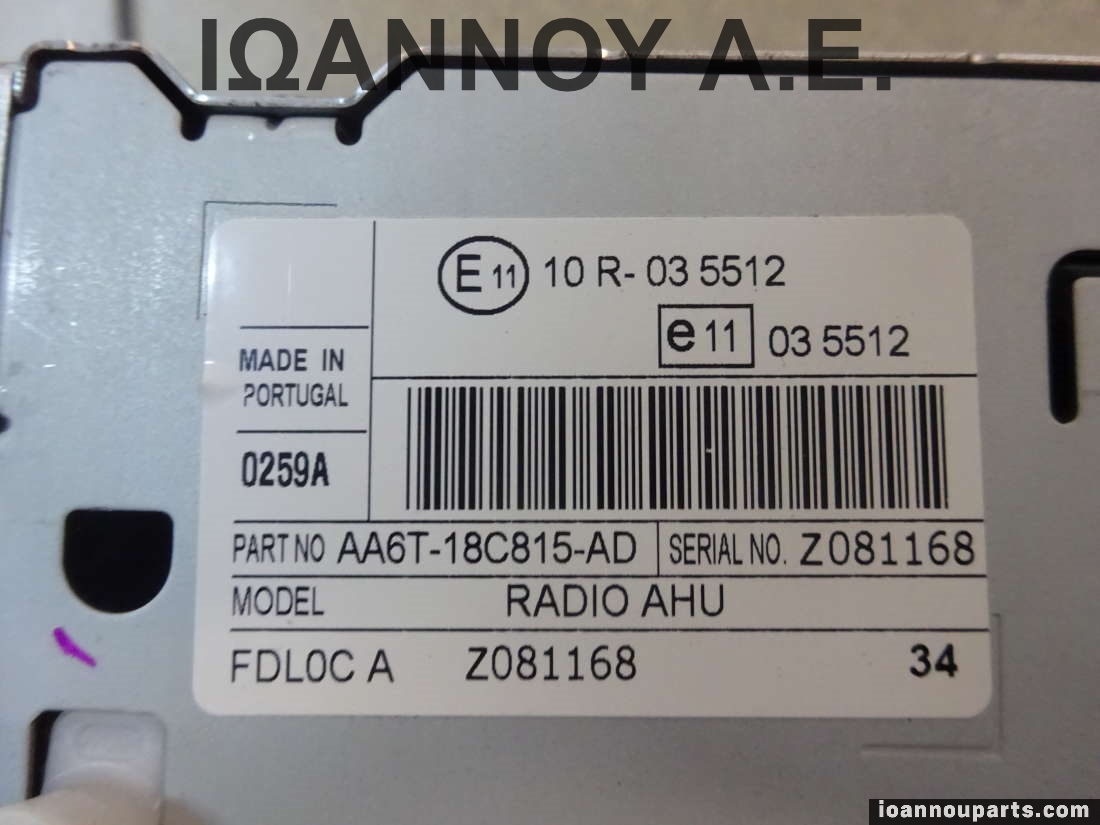 ΙΩΑΝΝΟΥ Α.Ε.
E 11 10 R- 03 5512
e 11 03 5512
MADE IN
PORTUGAL
0259A
PART NO AA6T-18C815-AD SERIAL NO. Z081168
MODEL RADIO AHU
FDL0C A Z081168 34
ioannouparts.com